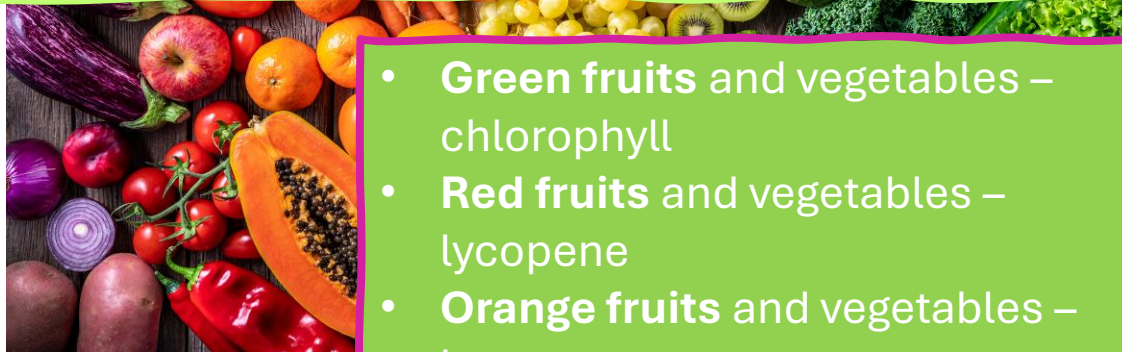 • Green fruits and vegetables –
chlorophyll
• Red fruits and vegetables –
lycopene
• Orange fruits and vegetables –